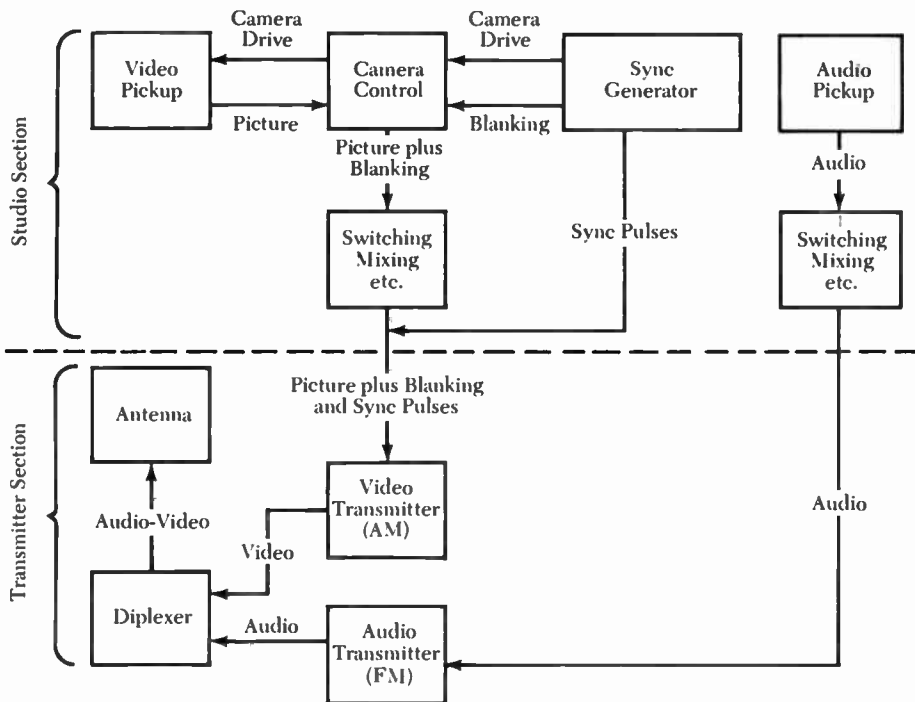 Studio Section
Camera
Drive
Camera
Drive
Video
Pickup
Camera
Control
Sync
Generator
Audio
Pickup
Picture
Blanking
Picture plus
Blanking
Audio
Sync Pulses
Switching
Mixing
etc.
Switching
Mixing
etc.
Transmitter Section
Picture plus Blanking
and Sync Pulses
Antenna
Video
Transmitter
(AM)
Audio
Audio-Video
Video
Diplexer
Audio
Audio
Transmitter
(FM)